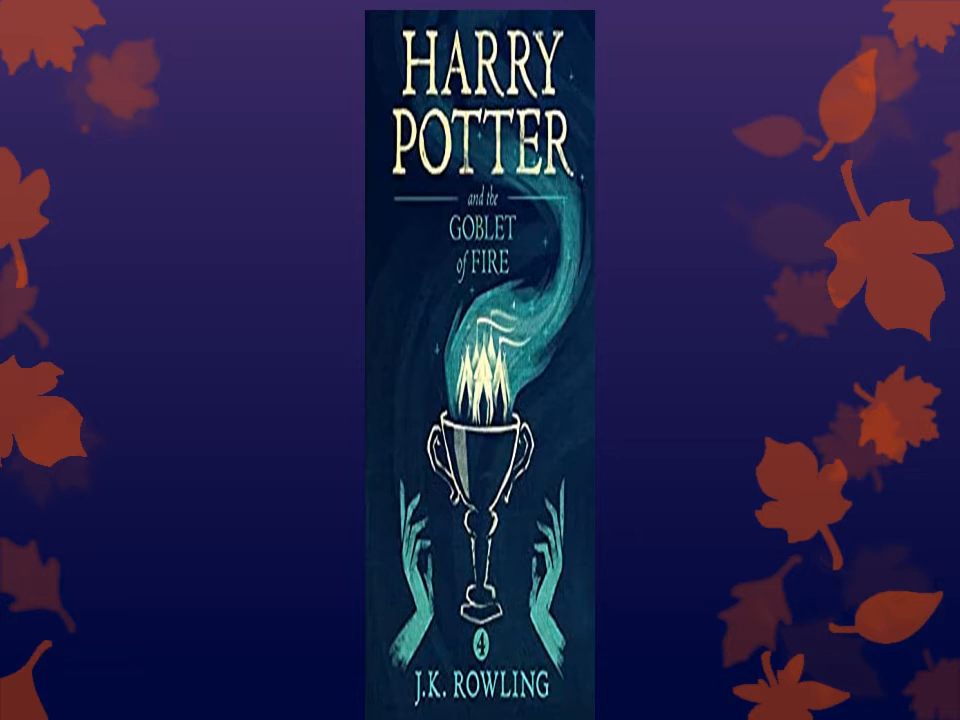 HARRY
POTTER
and the
GOBLET
of FIRE
4
J.K. ROWLING